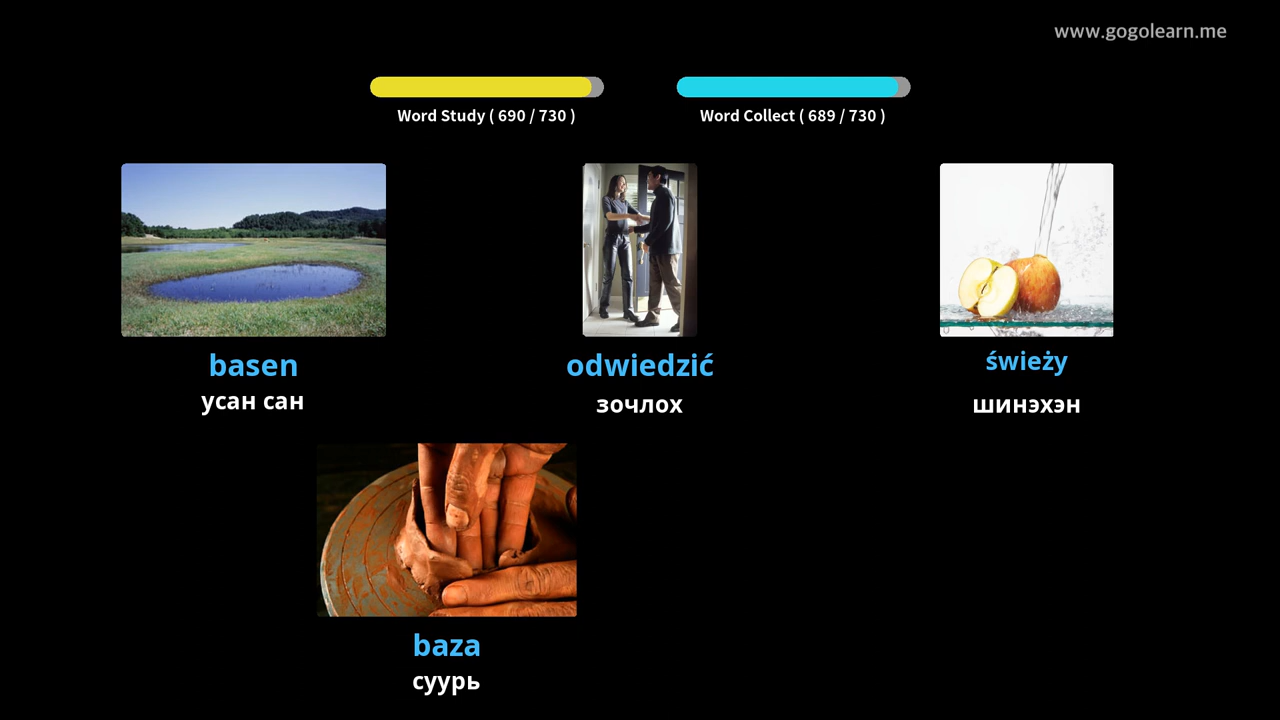 www.gogolearn.me
Word Study ( 690 / 730 )
Word Collect ( 689 / 730 )
basen
усан сан
odwiedzić
зочлох
świeży
шинэхэн
baza
суурь